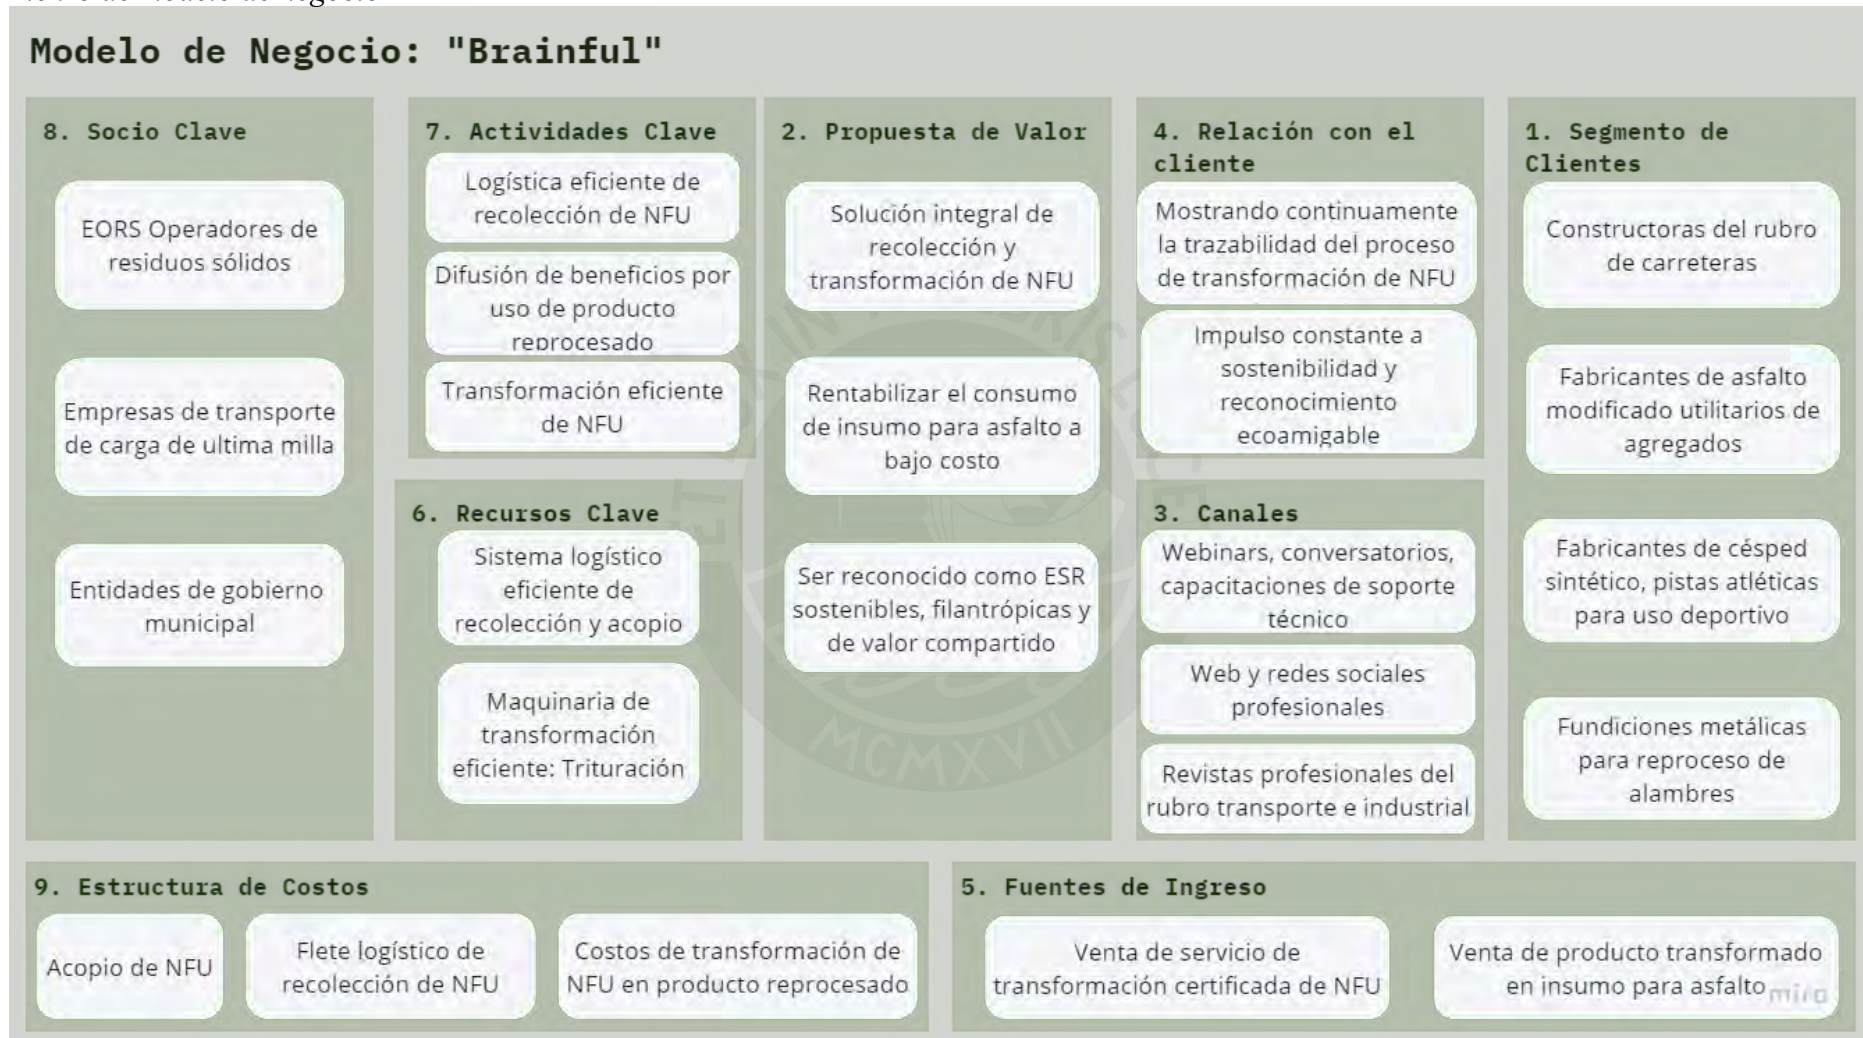 Modelo de Negocio: "Brainful"
8. Socio Clave
EORS Operadores de
residuos sólidos
Empresas de transporte
de carga de ultima milla
Entidades de gobierno
municipal
7. Actividades Clave
Logística eficiente de
recolección de NFU
Difusión de beneficios por
uso de producto
reprocesado
Transformación eficiente
de NFU
6. Recursos Clave
Sistema logístico
eficiente de
recolección y acopio
Maquinaria de
transformación
eficiente: Trituración
2. Propuesta de Valor
Solución integral de
recolección y
transformación de NFU
Rentabilizar el consumo
de insumo para asfalto a
bajo costo
Ser reconocido como ESR
sostenibles, filantrópicas y
de valor compartido
4. Relación con el
cliente
Mostrando continuamente
la trazabilidad del proceso
de transformación de NFU
Impulso constante a
sostenibilidad y
reconocimiento
ecoamigable
3. Canales
Webinars, conversatorios,
capacitaciones de soporte
técnico
Web y redes sociales
profesionales
Revistas profesionales del
rubro transporte e industrial
1. Segmento de
Clientes
Constructoras del rubro
de carreteras
Fabricantes de asfalto
modificado utilitarios de
agregados
Fabricantes de césped
sintético, pistas atléticas
para uso deportivo
Fundiciones metálicas
para reproceso de
alambres
9. Estructura de Costos
Acopio de NFU
Flete logístico de
recolección de NFU
Costos de transformación de
NFU en producto reprocesado
5. Fuentes de Ingreso
Venta de servicio de
transformación certificada de NFU
Venta de producto transformado
en insumo para asfalto
miro
MCMXVII